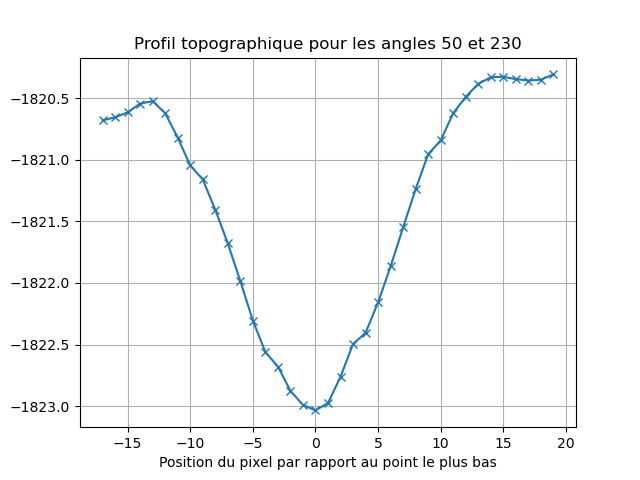 Profil topographique pour les angles 50 et 230
−1820.5
−1821.0
−1821.5
−1822.0
−1822.5
−1823.0
−15 −10 −5 0 5 10 15 20
Position du pixel par rapport au point le plus bas